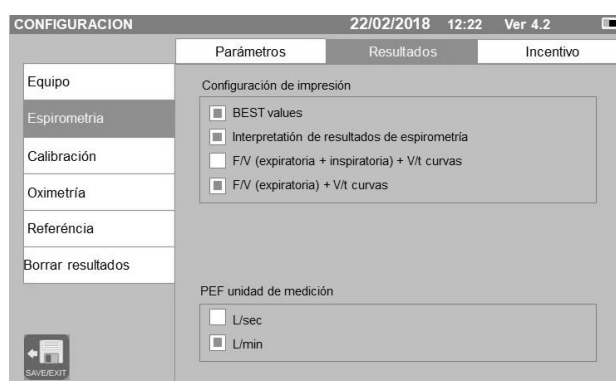 CONFIGURACION 22/02/2018 12:22 Ver 4.2
Parámetros Resultados Incentivo
Equipo
Espirometria
Calibración
Oximetría
Referéncia
Borrar resultados
Configuración de impresión
BEST values
Interpretatión de resultados de espirometría
F/V (expiratoria + inspiratoria) + V/t curvas
F/V (expiratoria) + V/t curvas
PEF unidad de medición
L/sec
L/min
SAVE/EXIT